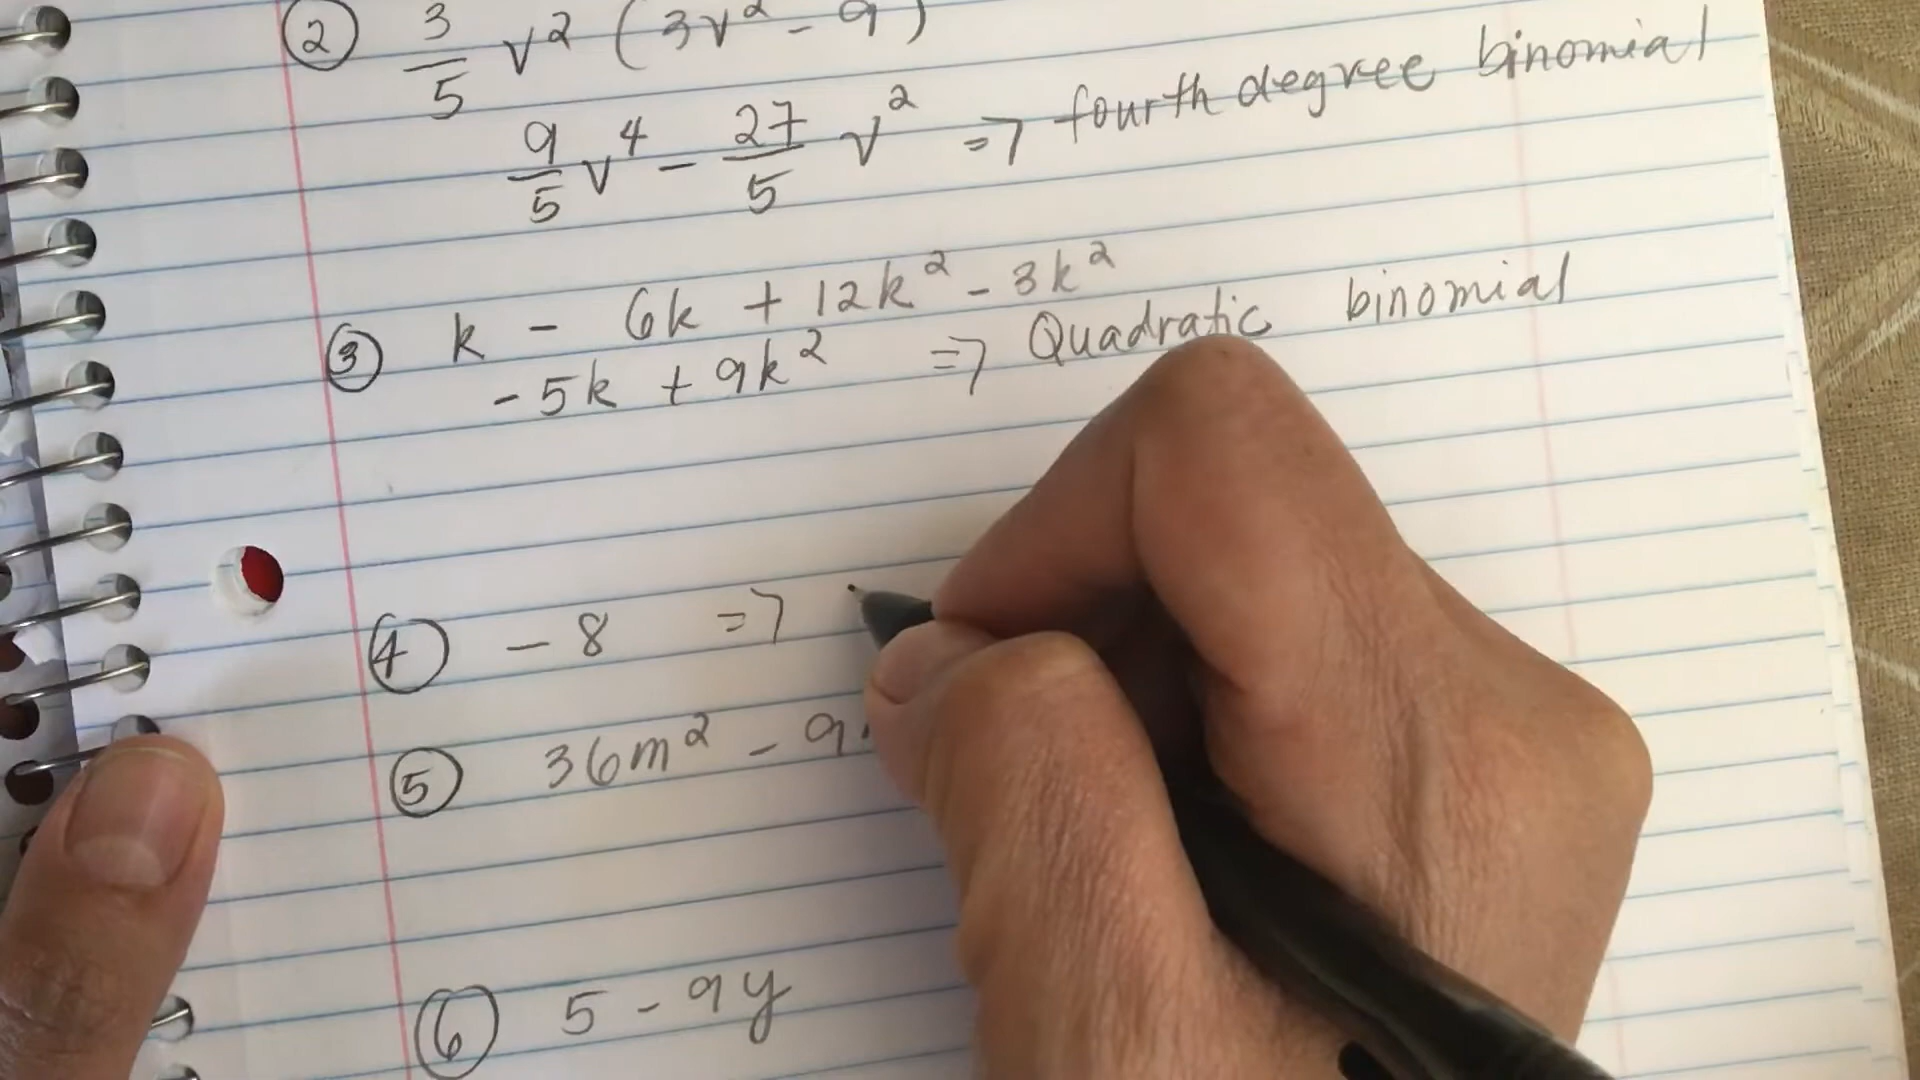 ② 3/5 v² (3v² - 9)
9/5 v⁴ - 27/5 v² => fourth degree binomial
③ k - 6k + 12k² - 3k²
-5k + 9k² => Quadratic binomial
④ - 8 =>
⑤ 36m² - 9
⑥ 5 - 9y